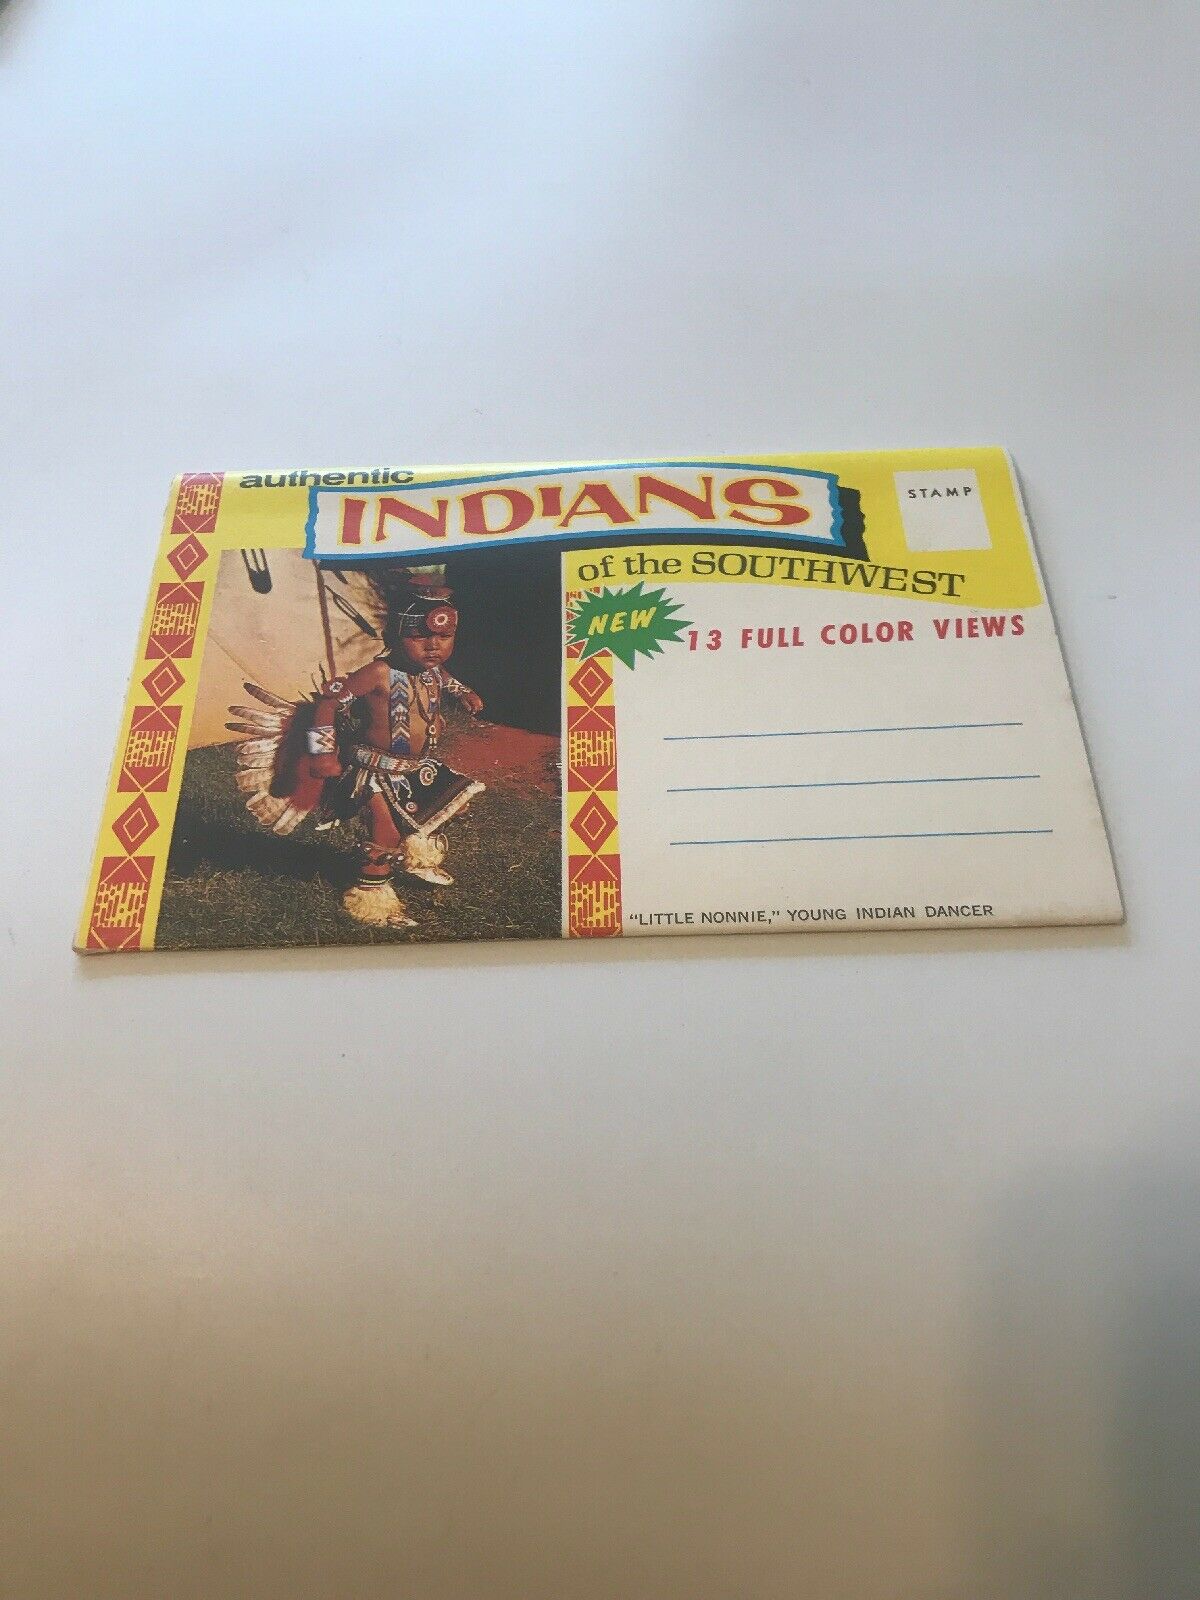 authentic
INDIANS
of the SOUTHWEST
STAMP
NEW
13 FULL COLOR VIEWS
"LITTLE NONNIE," YOUNG INDIAN DANCER